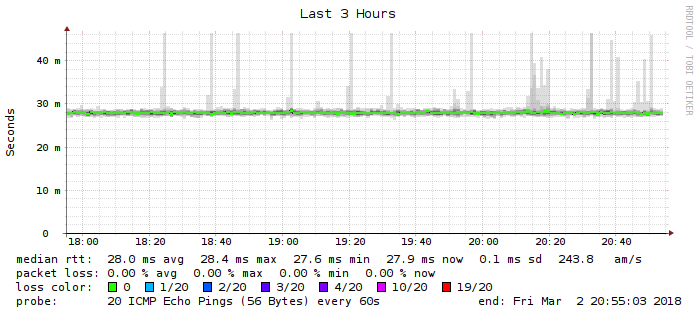 Last 3 Hours
RRDTOOL / TOBI OETIKER
Seconds
40 m
30 m
20 m
10 m
0
18:00 18:20 18:40 19:00 19:20 19:40 20:00 20:20 20:40
median rtt: 28.0 ms avg 28.4 ms max 27.6 ms min 27.9 ms now 0.1 ms sd 243.8 am/s
packet loss: 0.00 % avg 0.00 % max 0.00 % min 0.00 % now
loss color: 0 1/20 2/20 3/20 4/20 10/20 19/20
probe: 20 ICMP Echo Pings (56 Bytes) every 60s end: Fri Mar 2 20:55:03 2018